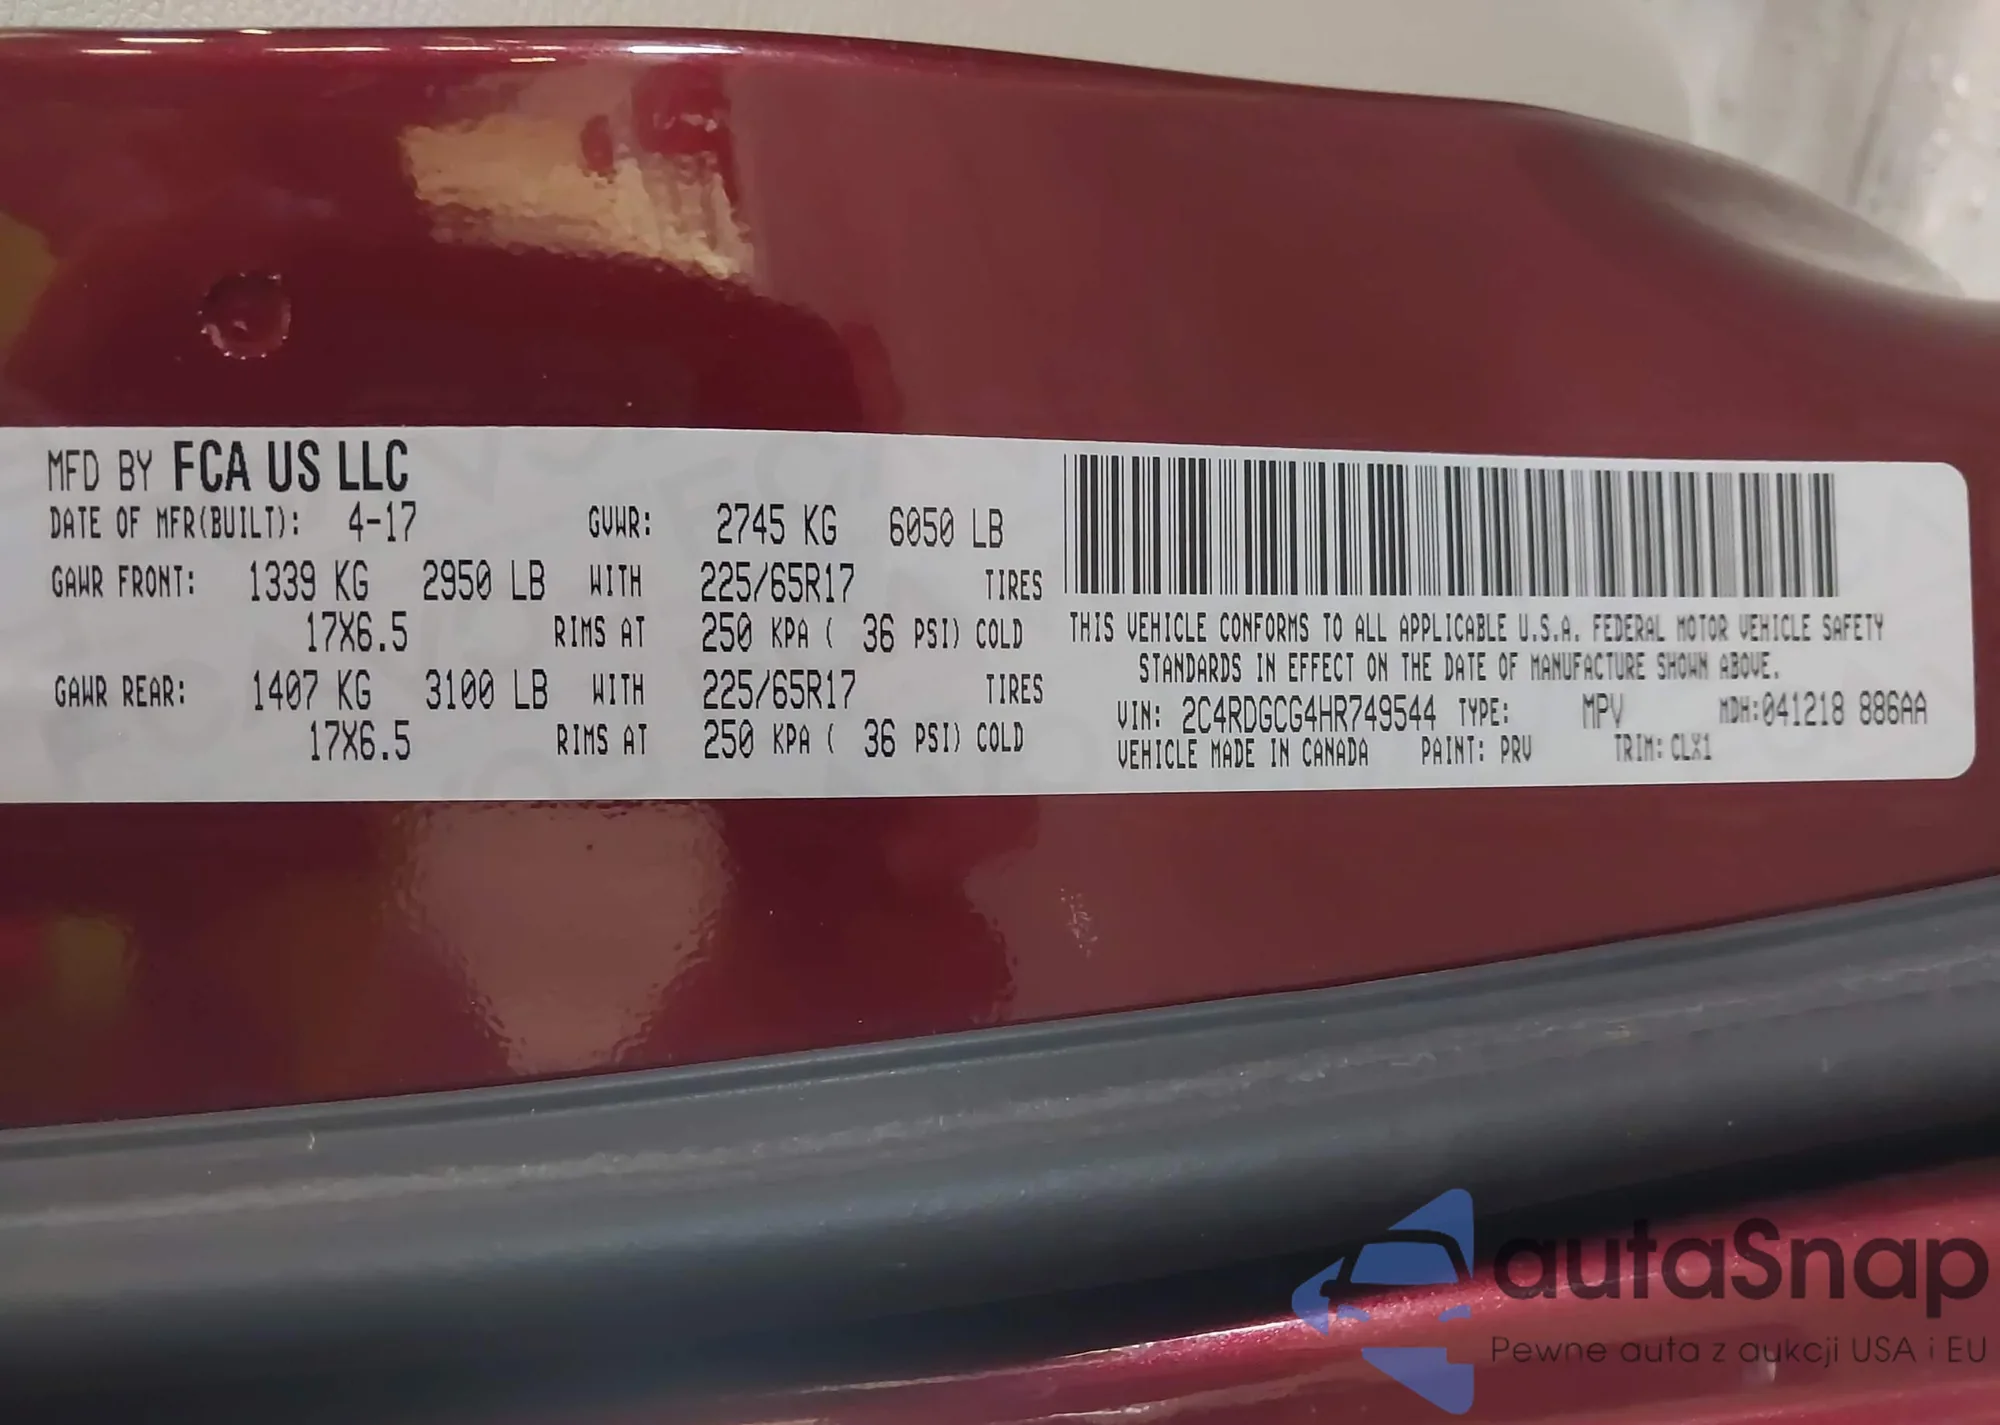 MFD BY FCA US LLC
DATE OF MFR(BUILT): 4-17 GVWR: 2745 KG 6050 LB
GAWR FRONT: 1339 KG 2950 LB WITH 225/65R17 TIRES
17X6.5 RIMS AT 250 KPA ( 36 PSI) COLD
GAWR REAR: 1407 KG 3100 LB WITH 225/65R17 TIRES
17X6.5 RIMS AT 250 KPA ( 36 PSI) COLD
THIS VEHICLE CONFORMS TO ALL APPLICABLE U.S.A. FEDERAL MOTOR VEHICLE SAFETY
STANDARDS IN EFFECT ON THE DATE OF MANUFACTURE SHOWN ABOVE.
VIN: 2C4RDGCG4HR749544 TYPE: MPV MDH:041218 886AA
VEHICLE MADE IN CANADA PAINT: PRV TRIM: CLX1
autaSnap
Pewne auta z aukcji USA i EU